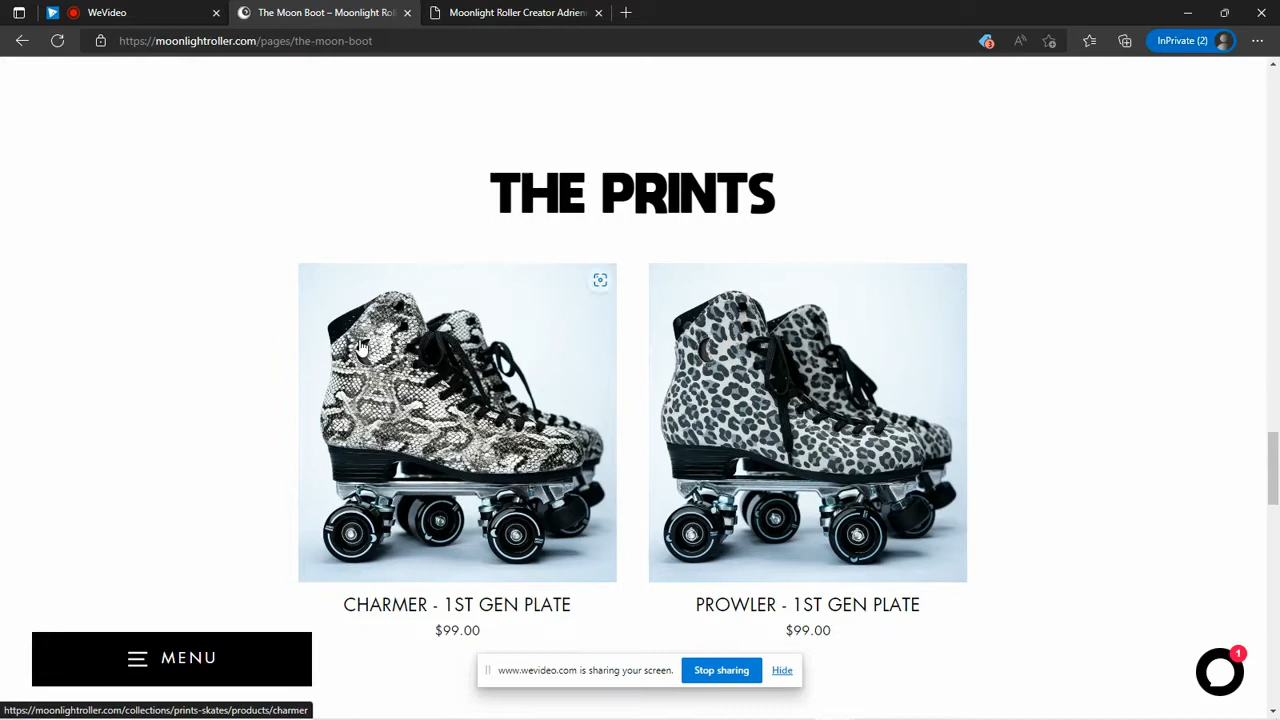 WeVideo
The Moon Boot – Moonlight Rol
Moonlight Roller Creator Adrien
https://moonlightroller.com/pages/the-moon-boot
3
InPrivate (2)
THE PRINTS
CHARMER - 1ST GEN PLATE
$99.00
PROWLER - 1ST GEN PLATE
$99.00
MENU
www.wevideo.com is sharing your screen.
Stop sharing
Hide
1
https://moonlightroller.com/collections/prints-skates/products/charmer